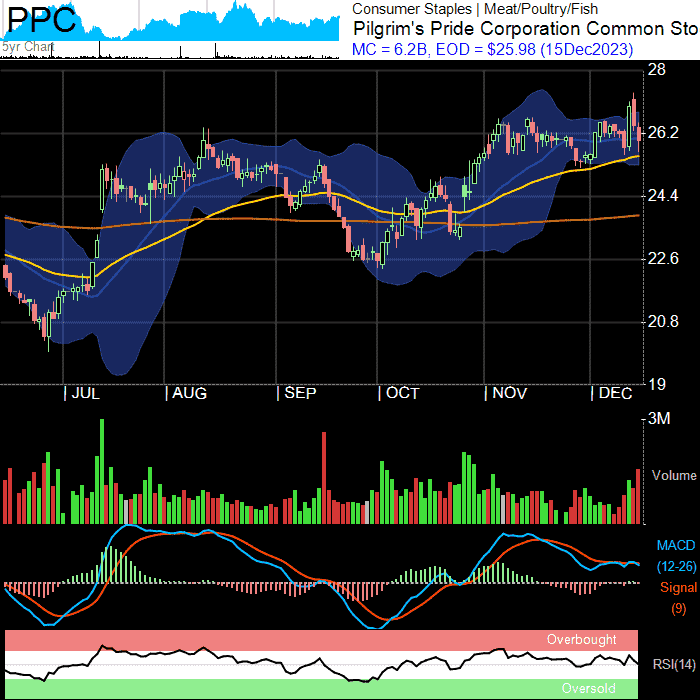 PPC
5yr Chart
Consumer Staples | Meat/Poultry/Fish
Pilgrim's Pride Corporation Common Sto
MC = 6.2B, EOD = $25.98 (15Dec2023)
28
26.2
24.4
22.6
20.8
19
| JUL | AUG | SEP | OCT | NOV | DEC
3M
Volume
MACD
(12-26)
Signal
(9)
Overbought
RSI(14)
Oversold